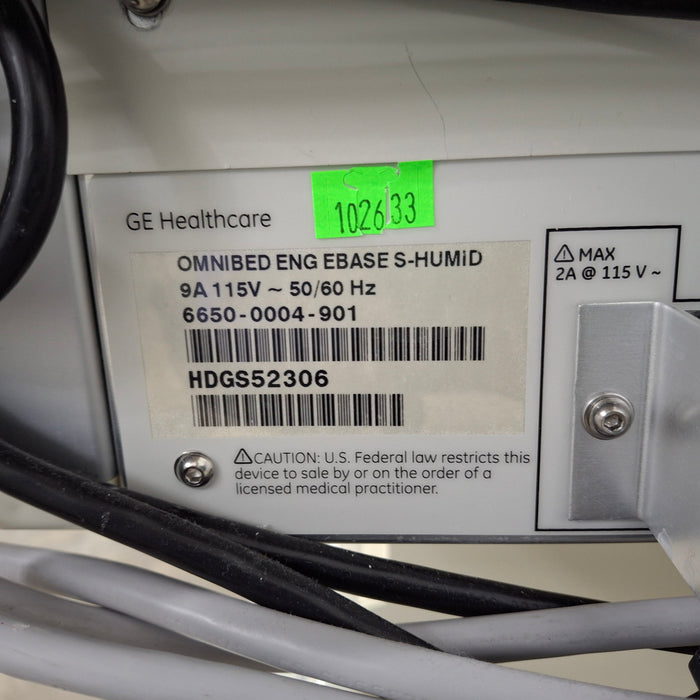 GE Healthcare
102633
OMNIBED ENG EBASE S-HUMiD
9A 115V ~ 50/60 Hz
6650-0004-901
HDGS52306
⚠CAUTION: U.S. Federal law restricts this
device to sale by or on the order of a
licensed medical practitioner.
⚠ MAX
2A @ 115 V ~